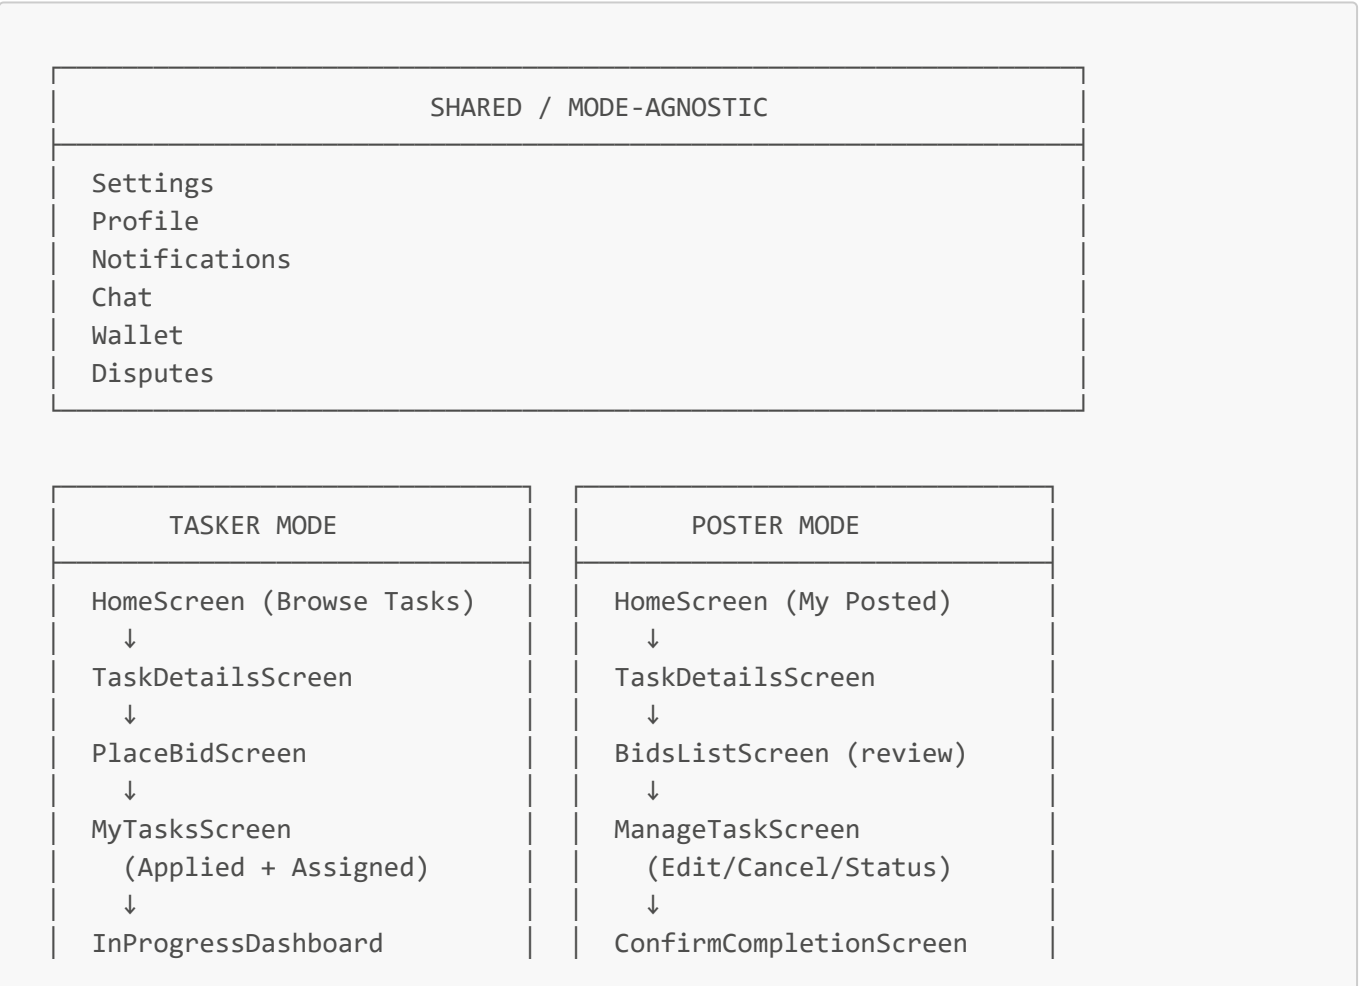 SHARED / MODE-AGNOSTIC
Settings
Profile
Notifications
Chat
Wallet
Disputes
TASKER MODE
HomeScreen (Browse Tasks)
↓
TaskDetailsScreen
↓
PlaceBidScreen
↓
MyTasksScreen
(Applied + Assigned)
↓
InProgressDashboard
POSTER MODE
HomeScreen (My Posted)
↓
TaskDetailsScreen
↓
BidsListScreen (review)
↓
ManageTaskScreen
(Edit/Cancel/Status)
↓
ConfirmCompletionScreen